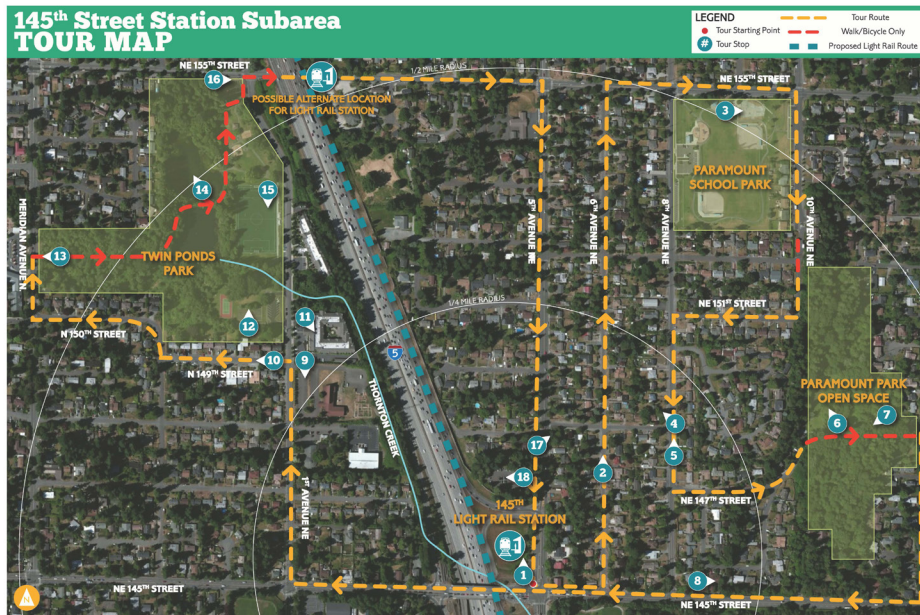 145th Street Station Subarea
TOUR MAP
LEGEND
Tour Route
Tour Starting Point
Walk/Bicycle Only
# Tour Stop
Proposed Light Rail Route
NE 155TH STREET
16
1/2 MILE RADIUS
NE 155TH STREET
POSSIBLE ALTERNATE LOCATION
FOR LIGHT RAIL STATION
3
PARAMOUNT
SCHOOL PARK
14
15
MERIDIAN AVENUE N
5TH AVENUE NE
6TH AVENUE NE
8TH AVENUE NE
10TH AVENUE NE
13
TWIN PONDS
PARK
1/4 MILE RADIUS
NE 151ST STREET
N 150TH STREET
12
11
5
10
9
N 149TH STREET
THORNTON CREEK
PARAMOUNT PARK
OPEN SPACE
4
6
7
17
5
2
18
1ST AVENUE NE
NE 147TH STREET
145TH
LIGHT RAIL STATION
1
8
NE 145TH STREET
NE 145TH STREET